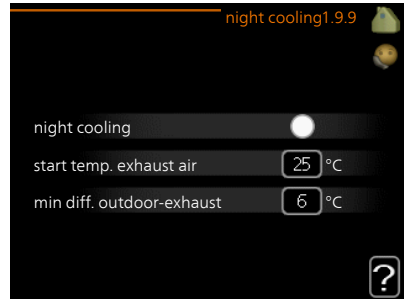 night cooling1.9.9
night cooling
start temp. exhaust air 25 °C
min diff. outdoor-exhaust 6 °C
?